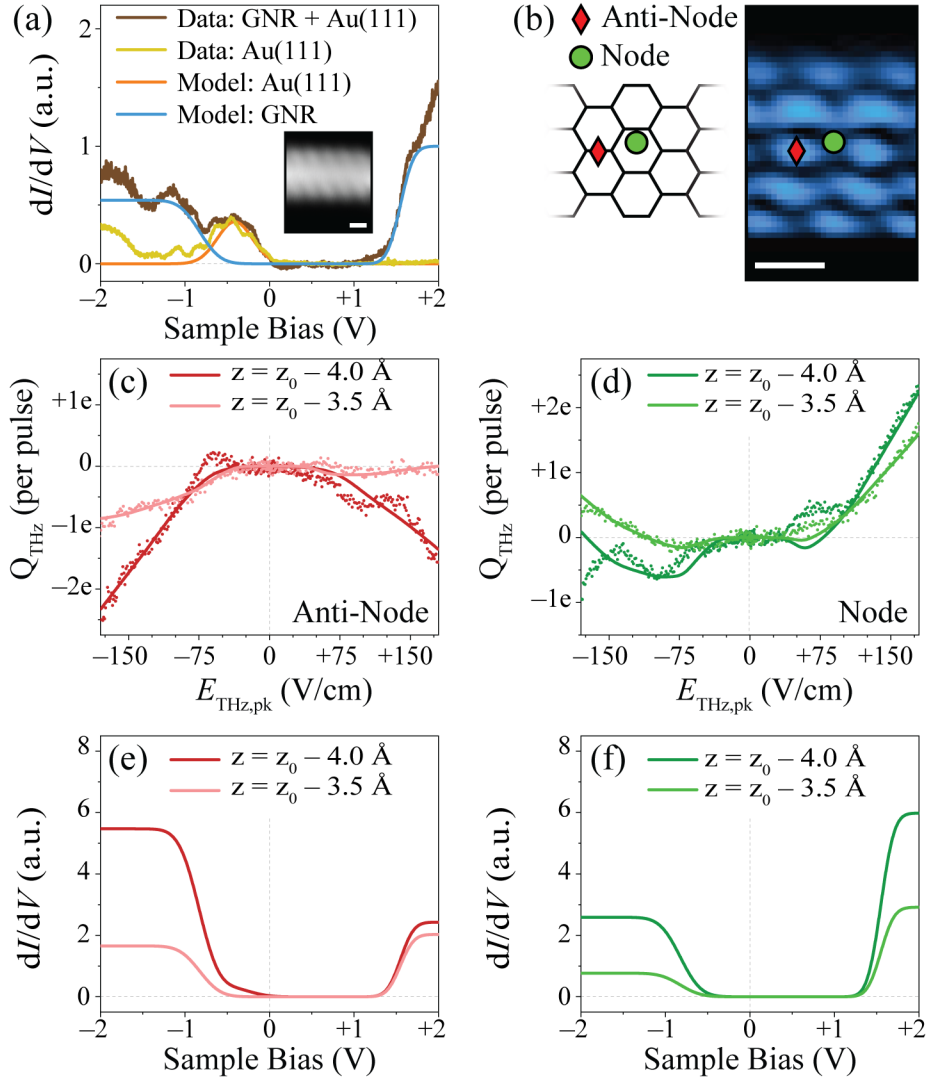 (a)
Data: GNR + Au(111)
Data: Au(111)
Model: Au(111)
Model: GNR
dI/dV (a.u.)
2
1
0
−2
−1
0
+1
+2
Sample Bias (V)
(b)
Anti-Node
Node
(c)
z = z₀ − 4.0 Å
z = z₀ − 3.5 Å
Q_THz (per pulse)
+1e
0
−1e
−2e
Anti-Node
−150
−75
0
+75
+150
E_THz,pk (V/cm)
(d)
z = z₀ − 4.0 Å
z = z₀ − 3.5 Å
Q_THz (per pulse)
+2e
+1e
0
−1e
Node
−150
−75
0
+75
+150
E_THz,pk (V/cm)
(e)
z = z₀ − 4.0 Å
z = z₀ − 3.5 Å
dI/dV (a.u.)
8
6
4
2
0
−2
−1
0
+1
+2
Sample Bias (V)
(f)
z = z₀ − 4.0 Å
z = z₀ − 3.5 Å
dI/dV (a.u.)
8
6
4
2
0
−2
−1
0
+1
+2
Sample Bias (V)